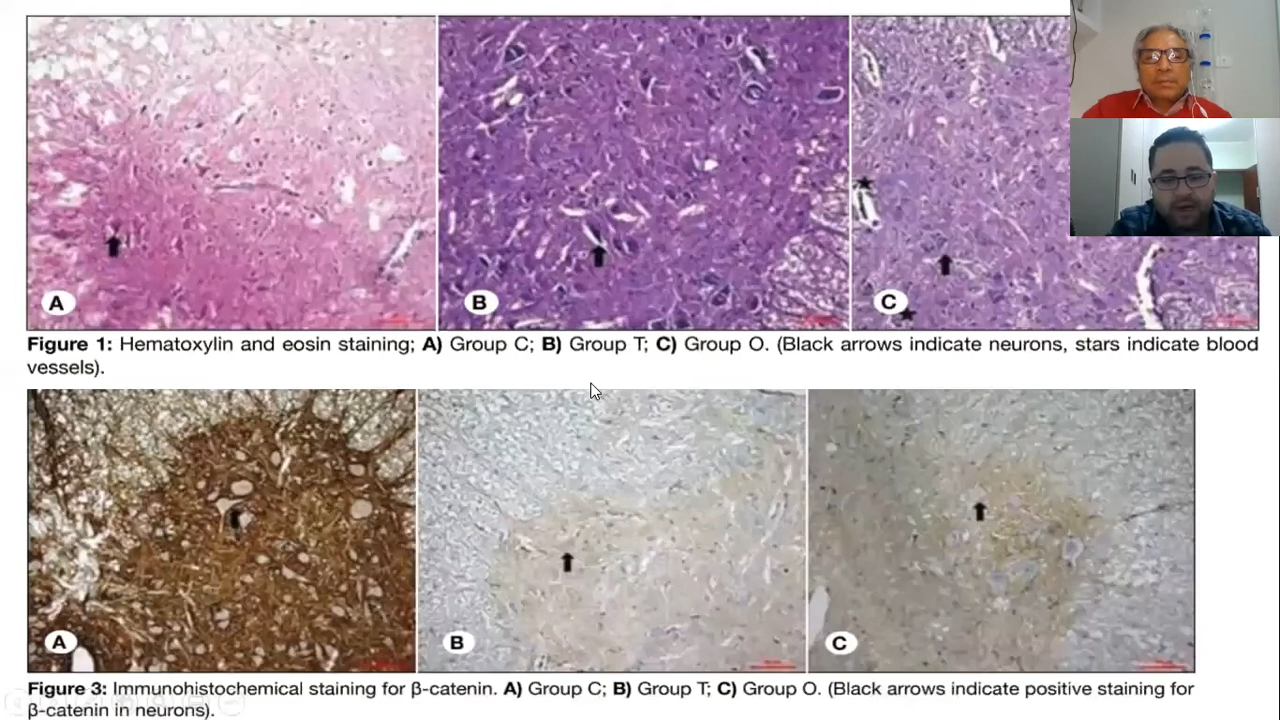 A
B
C
Figure 1: Hematoxylin and eosin staining; A) Group C; B) Group T; C) Group O. (Black arrows indicate neurons, stars indicate blood
vessels).
A
B
C
Figure 3: Immunohistochemical staining for β-catenin. A) Group C; B) Group T; C) Group O. (Black arrows indicate positive staining for
β-catenin in neurons).